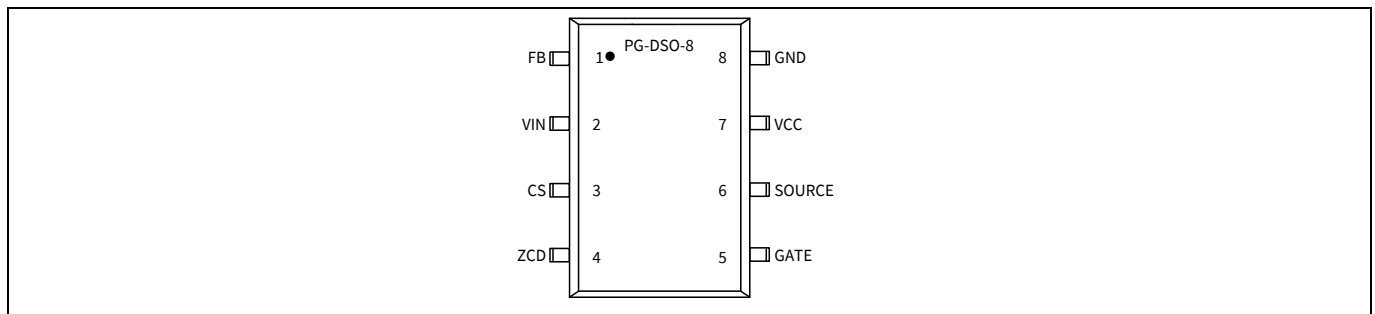 PG-DSO-8
FB 1 8 GND
VIN 2 7 VCC
CS 3 6 SOURCE
ZCD 4 5 GATE